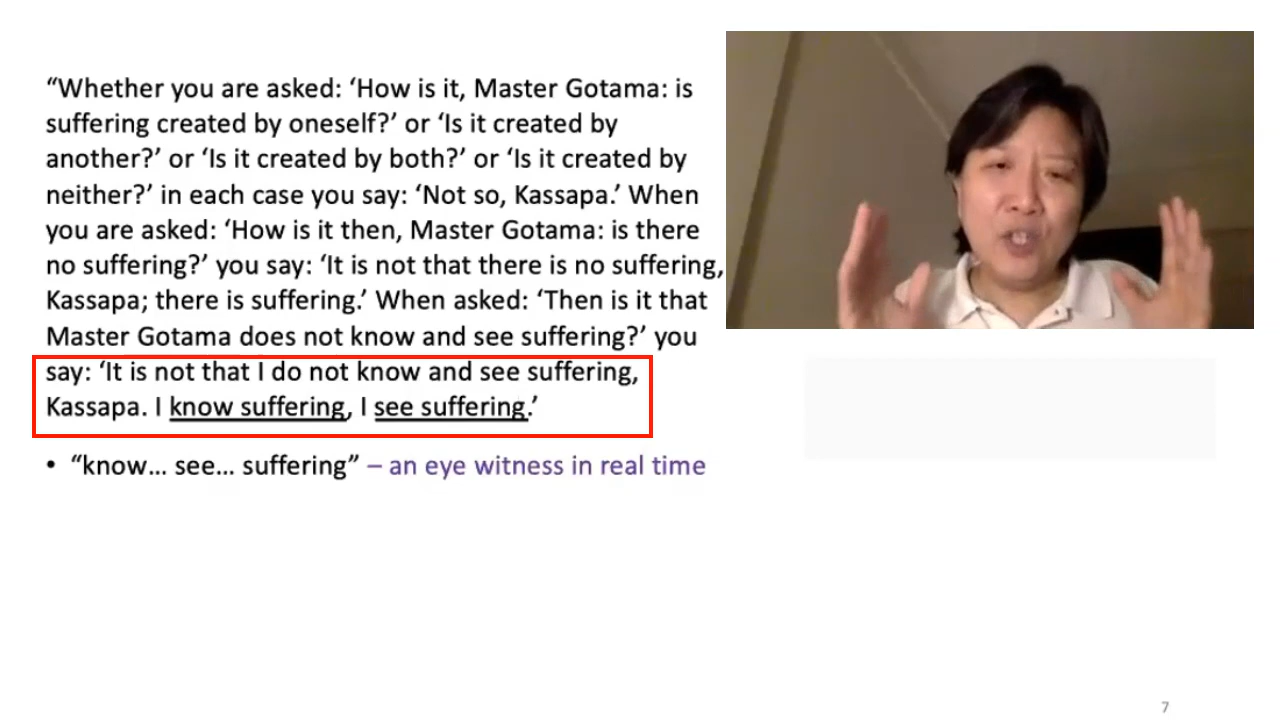 “Whether you are asked: ‘How is it, Master Gotama: is
suffering created by oneself?’ or ‘Is it created by
another?’ or ‘Is it created by both?’ or ‘Is it created by
neither?’ in each case you say: ‘Not so, Kassapa.’ When
you are asked: ‘How is it then, Master Gotama: is there
no suffering?’ you say: ‘It is not that there is no suffering,
Kassapa; there is suffering.’ When asked: ‘Then is it that
Master Gotama does not know and see suffering?’ you
say: ‘It is not that I do not know and see suffering,
Kassapa. I know suffering, I see suffering.’
• “know… see… suffering” – an eye witness in real time
7